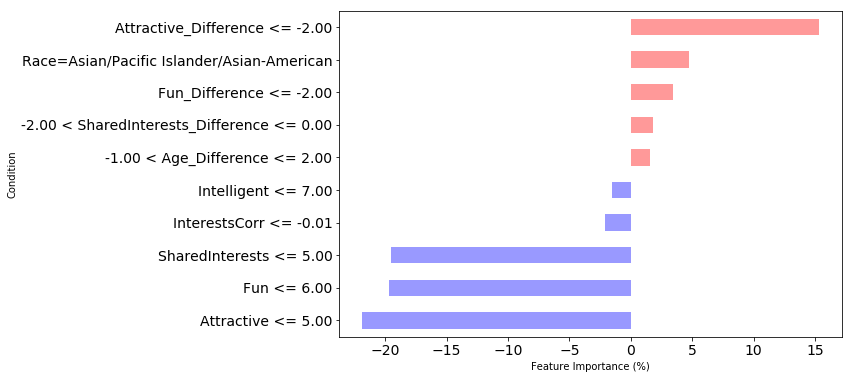 Attractive_Difference <= -2.00
Race=Asian/Pacific Islander/Asian-American
Fun_Difference <= -2.00
-2.00 < SharedInterests_Difference <= 0.00
-1.00 < Age_Difference <= 2.00
Intelligent <= 7.00
InterestsCorr <= -0.01
SharedInterests <= 5.00
Fun <= 6.00
Attractive <= 5.00
Condition
−20 −15 −10 −5 0 5 10 15
Feature Importance (%)